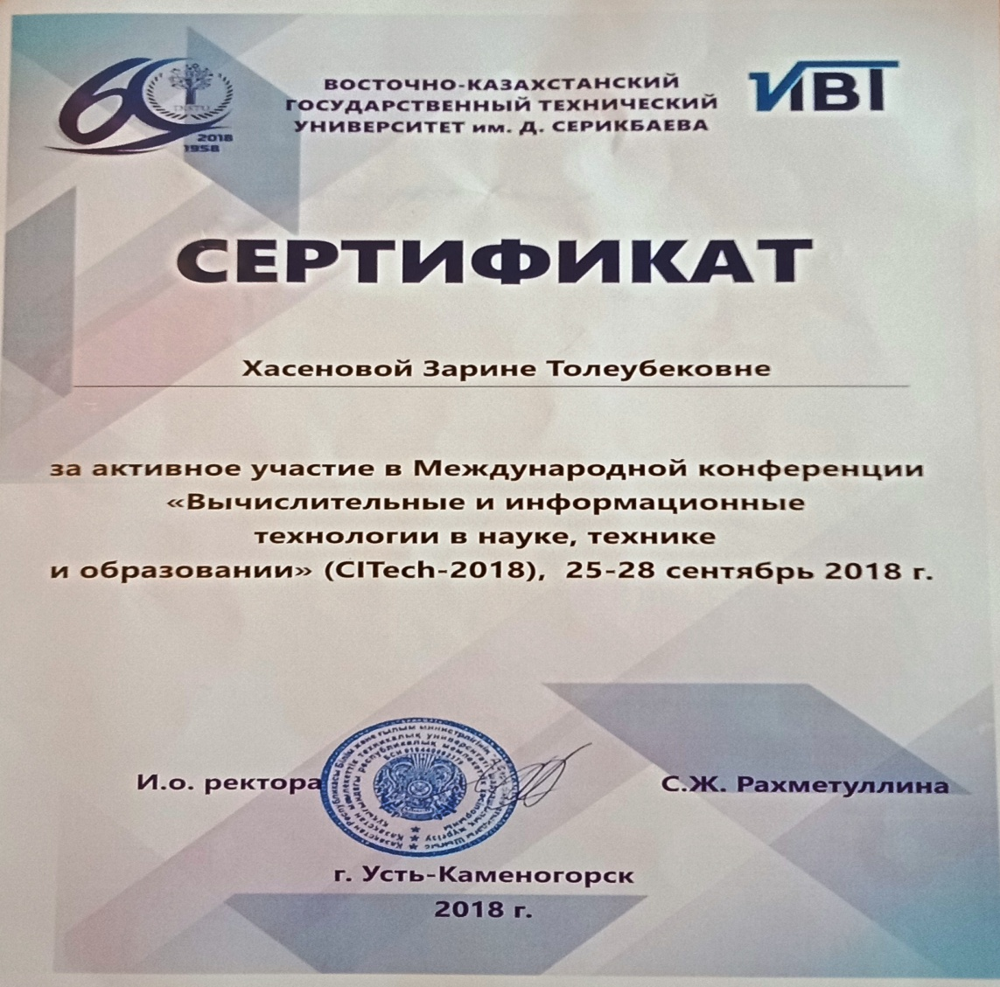 60
2018
1958
ВОСТОЧНО-КАЗАХСТАНСКИЙ
ГОСУДАРСТВЕННЫЙ ТЕХНИЧЕСКИЙ
УНИВЕРСИТЕТ им. Д. СЕРИКБАЕВА
ИВТ
СЕРТИФИКАТ
Хасеновой Зарине Толеубековне
за активное участие в Международной конференции
«Вычислительные и информационные
технологии в науке, технике
и образовании» (CITech-2018), 25-28 сентябрь 2018 г.
И.о. ректора
С.Ж. Рахметуллина
г. Усть-Каменогорск
2018 г.